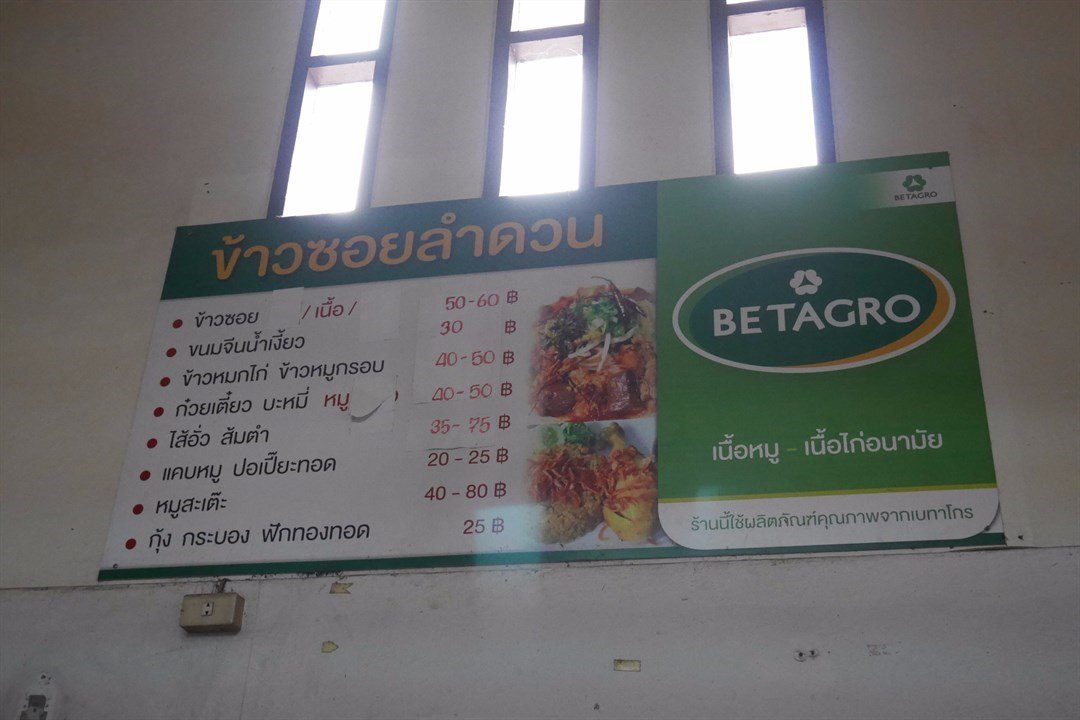 ข้าวซอยลำดวน
ข้าวซอย / เนื้อ / 50-60 ฿
ขนมจีนน้ำเงี้ยว 30 ฿
ข้าวหมกไก่ ข้าวหมูกรอบ 40-50 ฿
ก๋วยเตี๋ยว บะหมี่ หมู 40-50 ฿
ไส้อั่ว ส้มตำ 35-75 ฿
แคบหมู ปอเปี๊ยะทอด 20-25 ฿
หมูสะเต๊ะ 40-80 ฿
กุ้ง กระบอง ฟักทองทอด 25 ฿
BETAGRO
BETAGRO
เนื้อหมู - เนื้อไก่อนามัย
ร้านนี้ใช้ผลิตภัณฑ์คุณภาพจากเบทาโกร